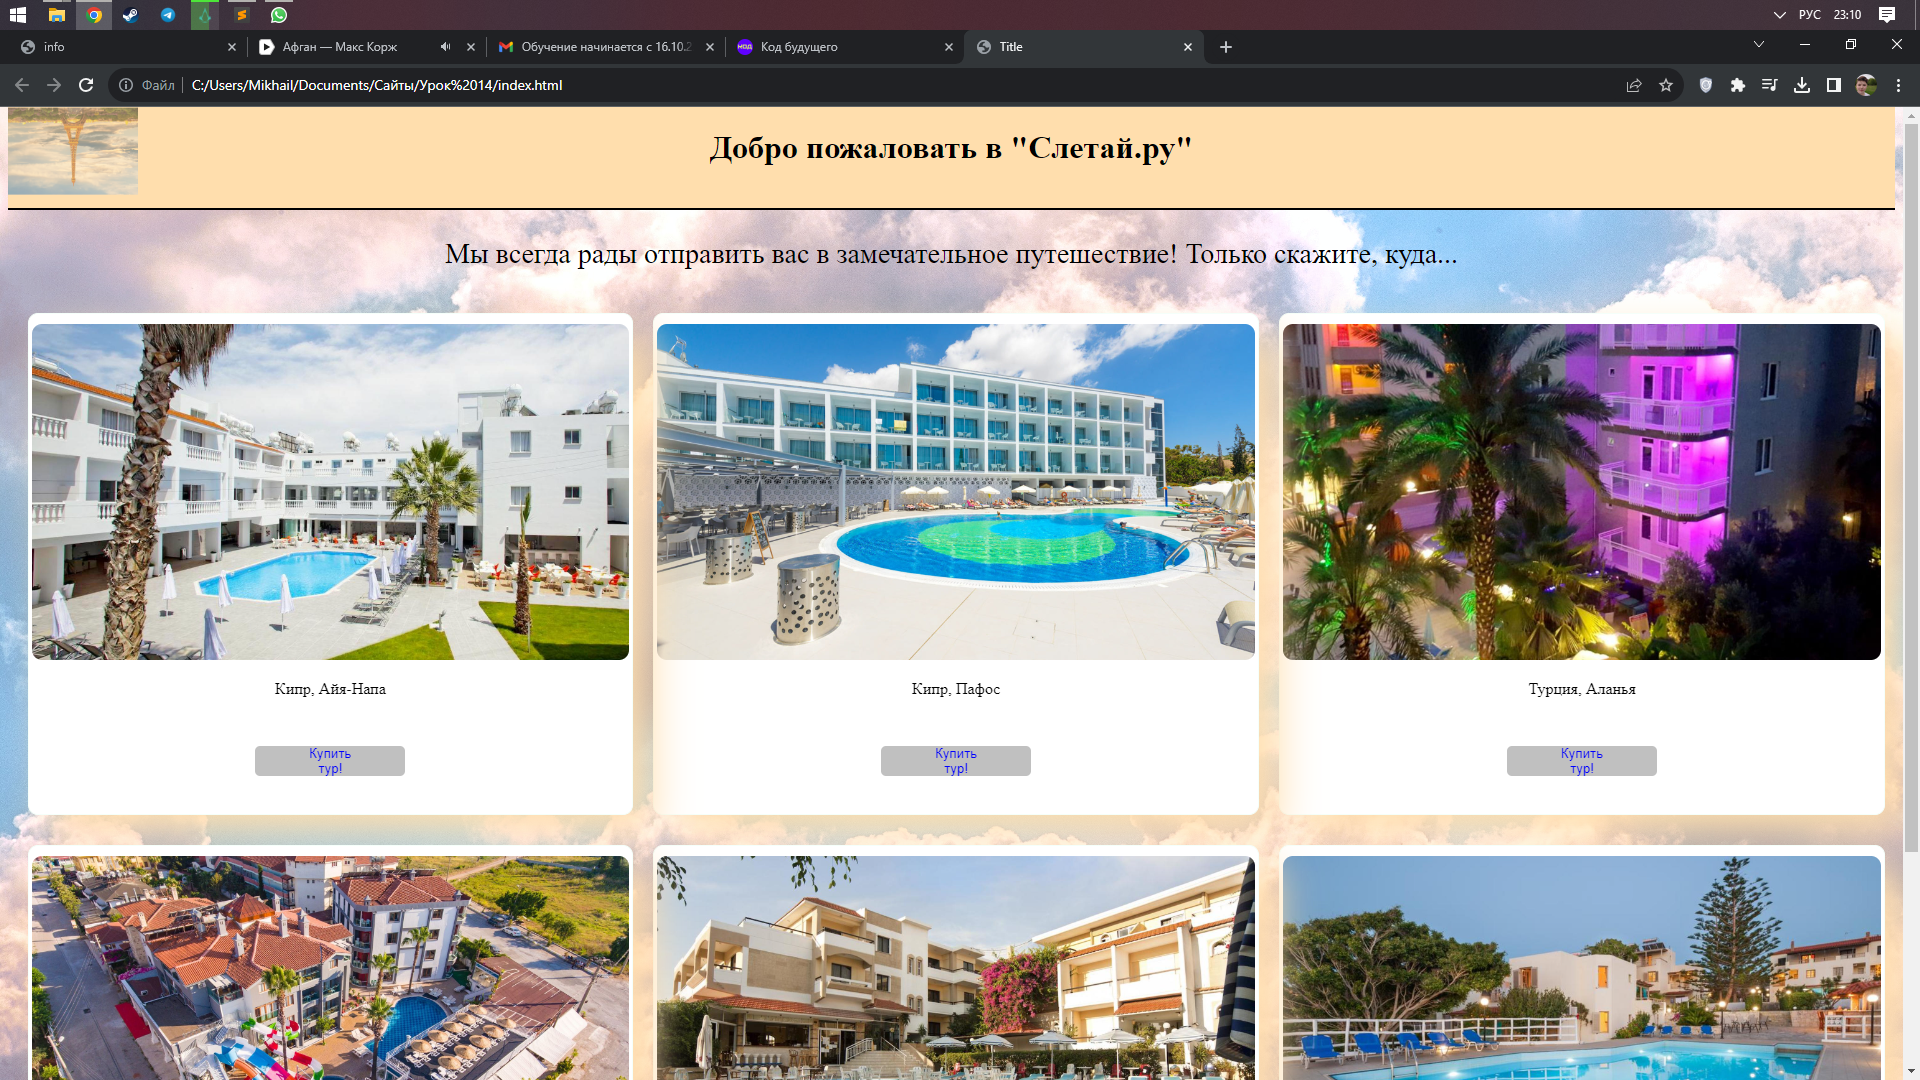 РУС 23:10
info
Афган — Макс Корж
Обучение начинается с 16.10.2
Код будущего
Title
Файл
C:/Users/Mikhail/Documents/Сайты/Урок%2014/index.html
Добро пожаловать в "Слетай.ру"
Мы всегда рады отправить вас в замечательное путешествие! Только скажите, куда...
Кипр, Айя-Напа
Кипр, Пафос
Турция, Аланья
Купить
тур!
Купить
тур!
Купить
тур!